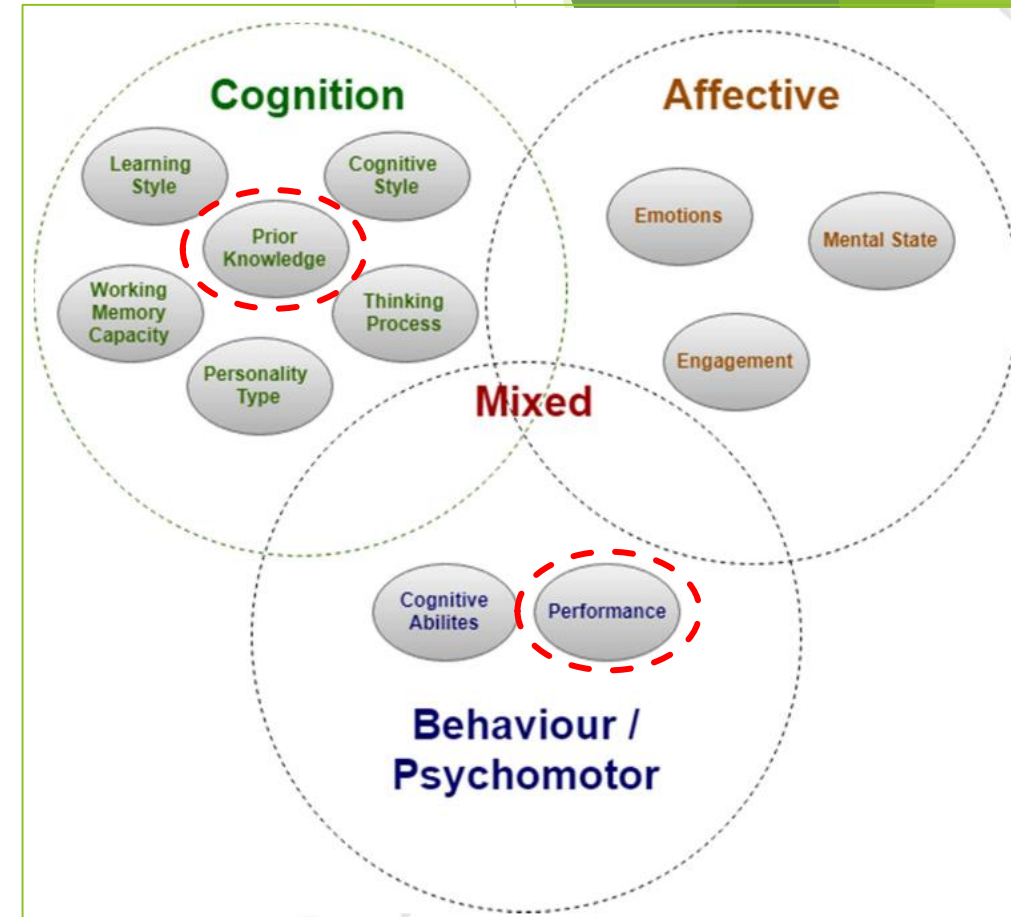 Cognition
Learning
Style
Cognitive
Style
Prior
Knowledge
Working
Memory
Capacity
Thinking
Process
Personality
Type
Affective
Emotions
Mental State
Engagement
Mixed
Cognitive
Abilites
Performance
Behaviour /
Psychomotor